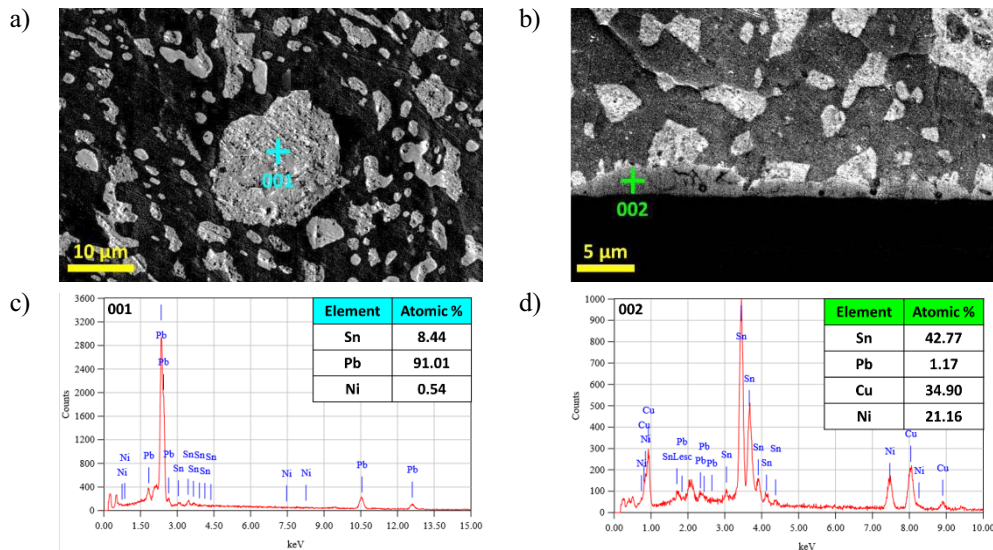 a)
001
10 µm
b)
002
5 µm
c)
001
Element Atomic %
Sn 8.44
Pb 91.01
Ni 0.54
3600
3200
2800
2400
2000
1600
1200
800
400
0
Counts
Pb
Pb
Ni
Ni
Pb
Pb
Sn
Sn Sn Sn
Sn Sn
Ni Ni
Pb
Pb
0.00 1.50 3.00 4.50 6.00 7.50 9.00 10.50 12.00 13.50 15.00
keV
d)
002
Element Atomic %
Sn 42.77
Pb 1.17
Cu 34.90
Ni 21.16
1000
900
800
700
600
500
400
300
200
100
0
Counts
Sn
Sn
Cu
Cu
Ni
Ni
Pb
SnLesc
Pb
Pb
Pb
Sn
Sn
Sn
Sn
Ni
Cu
Ni
Cu
0.00 1.00 2.00 3.00 4.00 5.00 6.00 7.00 8.00 9.00 10.00
keV